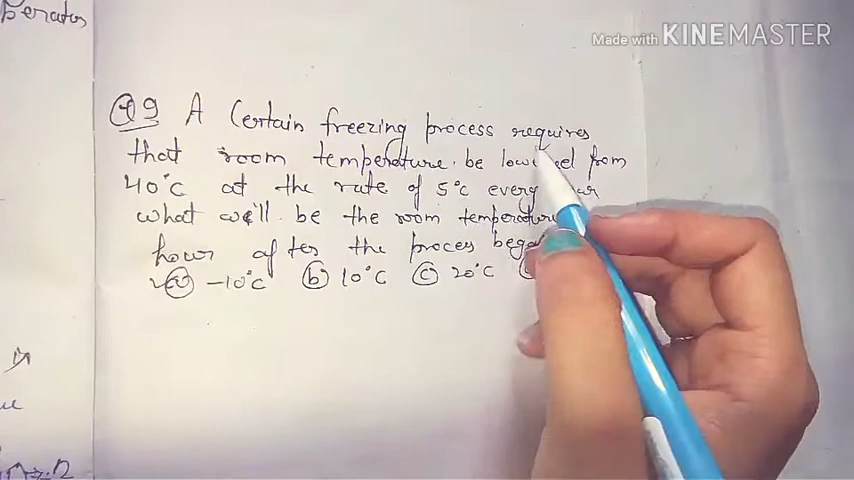 perator
Made with KINEMASTER
Q9 A Certain freezing process requires
that room temperature. be from
40°C at the rate of 5°c every
what will. be the room temperature
hour after the process began
(a) -10°C (b) 10°C (c) 20°C